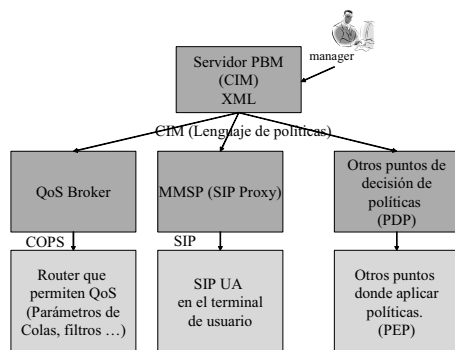 manager
Servidor PBM
(CIM)
XML
CIM (Lenguaje de políticas)
QoS Broker
MMSP (SIP Proxy)
Otros puntos de
decisión de
políticas
(PDP)
COPS
SIP
Router que
permiten QoS
(Parámetros de
Colas, filtros …)
SIP UA
en el terminal
de usuario
Otros puntos
donde aplicar
políticas.
(PEP)